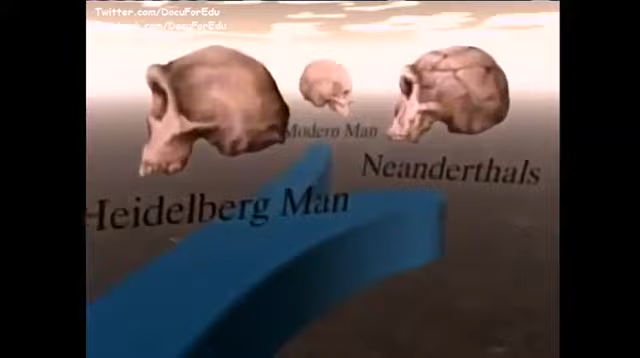 Twitter.com/DocuForEdu
Facebook.com/DocuForEdu
Modern Man
Neanderthals
Heidelberg Man